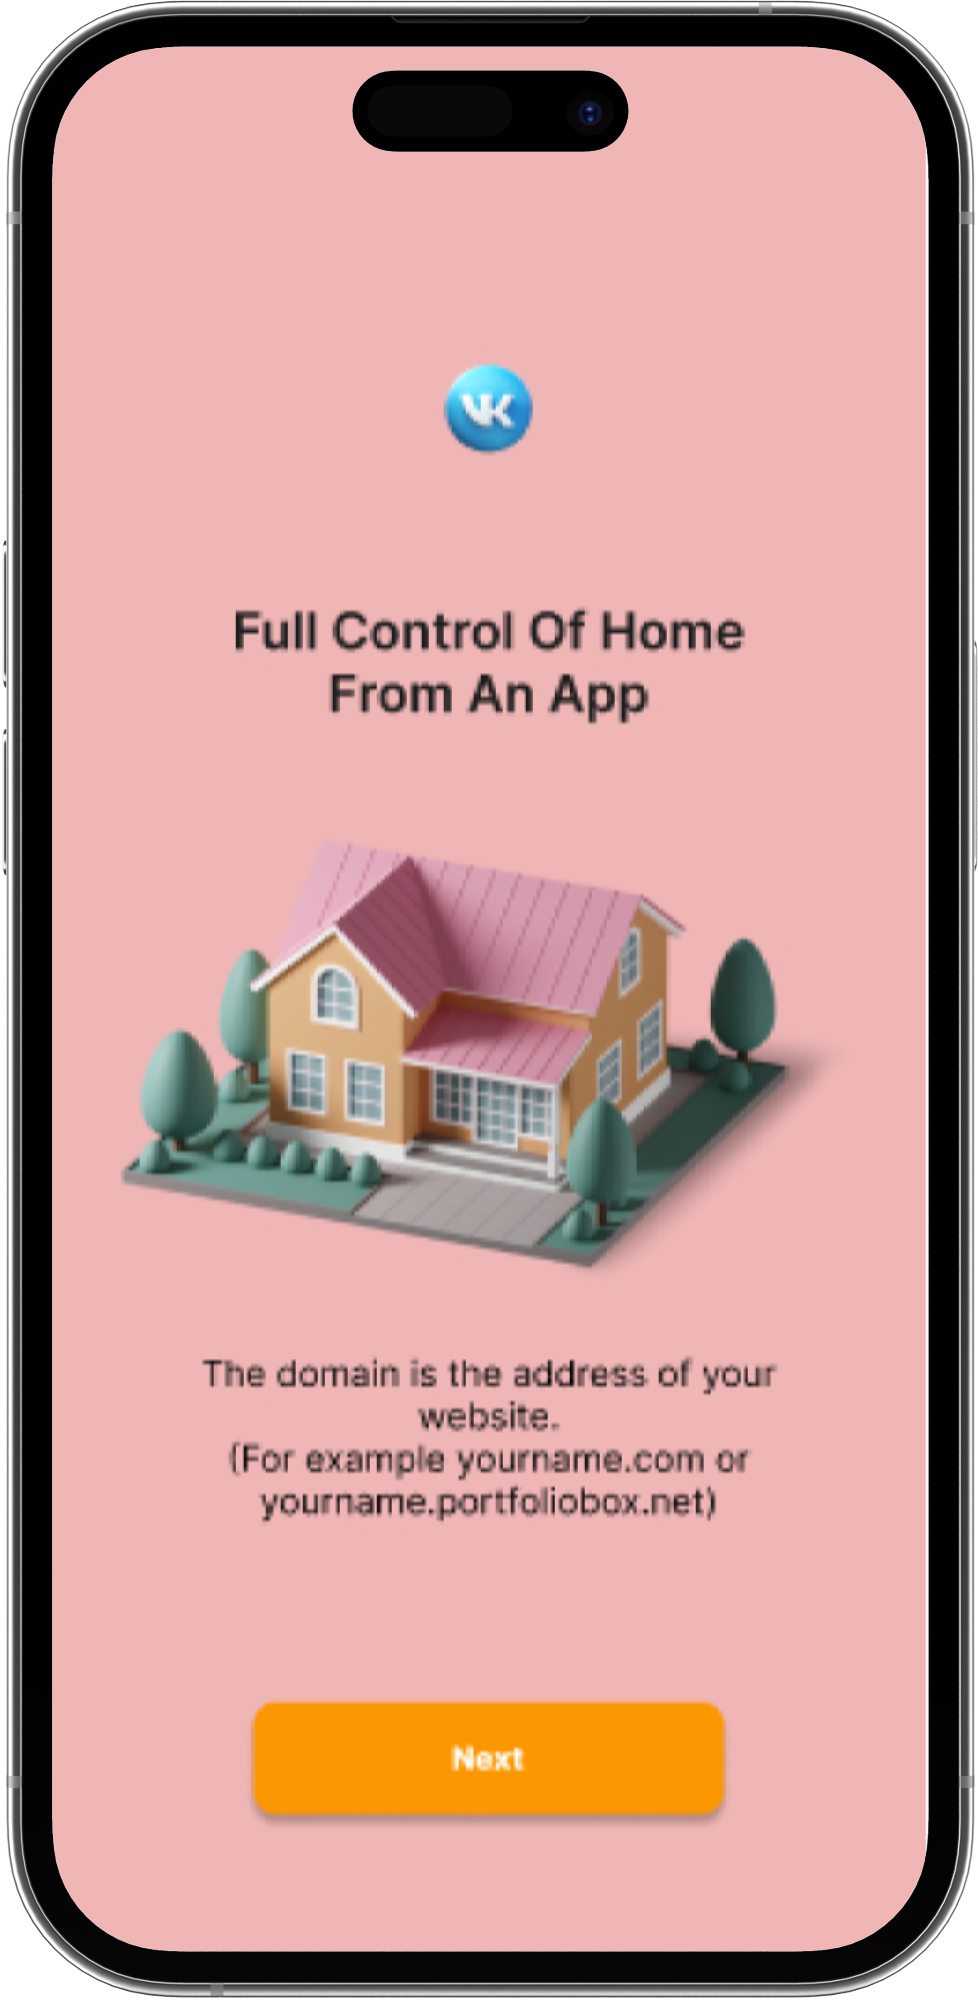 VK
Full Control Of Home
From An App
The domain is the address of your
website.
(For example yourname.com or
yourname.portfoliobox.net)
Next